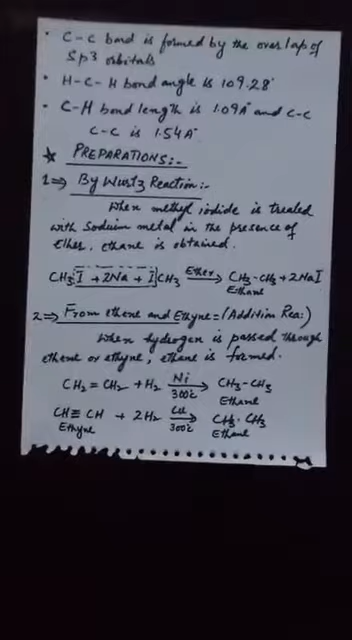 • C-C bond is formed by the overlap of
Sp3 orbitals
• H-C-H bond angle is 109.28°
• C-H bond length is 1.09A° and C-C
C-C is 1.54A°
★ PREPARATIONS:-
1⇒ By Wurtz Reaction:-
When methyl iodide is treated
with Sodium metal in the presence of
Ether, ethane is obtained.
CH3 I + 2Na + I CH3 Ether→ CH3-CH3 + 2NaI
Ethane
2⇒ From ethene and Ethyne=(Addition Rea:)
When hydrogen is passed through
ethene or ethyne, ethane is formed.
CH2=CH2 + H2 Ni 300°c→ CH3-CH3
Ethane
CH≡CH + 2H2 Cu 300°c→ CH3-CH3
Ethyne Ethane